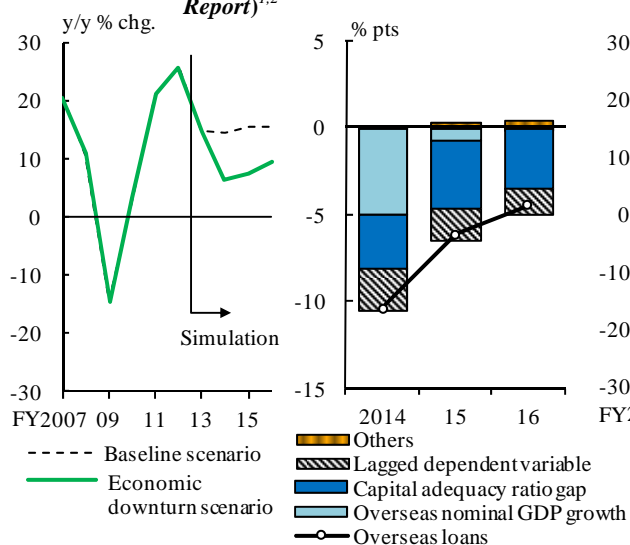 Report)1,2
y/y % chg.
30
20
10
0
-10
-20
-30
Simulation
FY2007 09 11 13 15
Baseline scenario
Economic
downturn scenario
% pts
5
0
-5
-10
-15
2014 15 16
Others
Lagged dependent variable
Capital adequacy ratio gap
Overseas nominal GDP growth
Overseas loans
30
20
10
0
-10
-20
-30
FY2